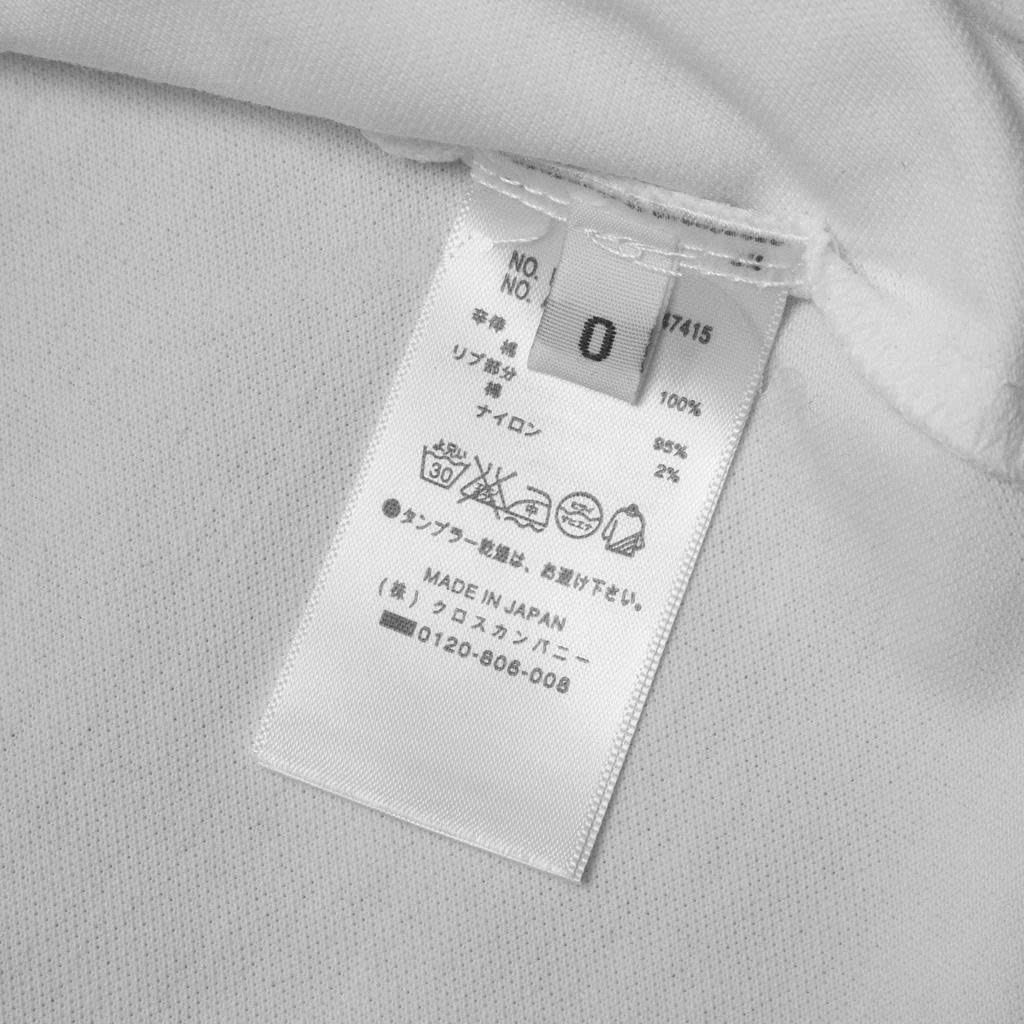 NO.
NO. 47415
0
綿 100%
リブ部分
綿 95%
ナイロン 2%
30 中
●タンブラー乾燥は、お避け下さい。
MADE IN JAPAN
(株)クロスカンパニー
0120-806-008